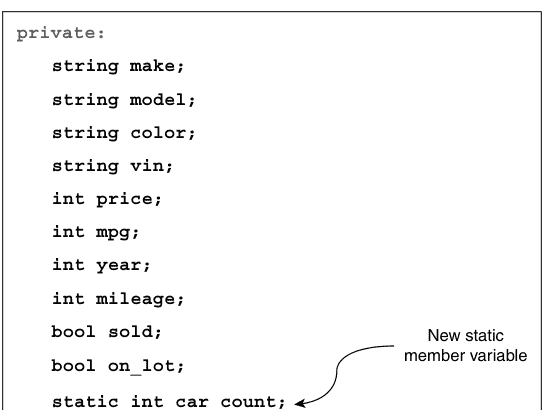 private:
string make;
string model;
string color;
string vin;
int price;
int mpg;
int year;
int mileage;
bool sold;
bool on_lot;
static int car count;
New static
member variable